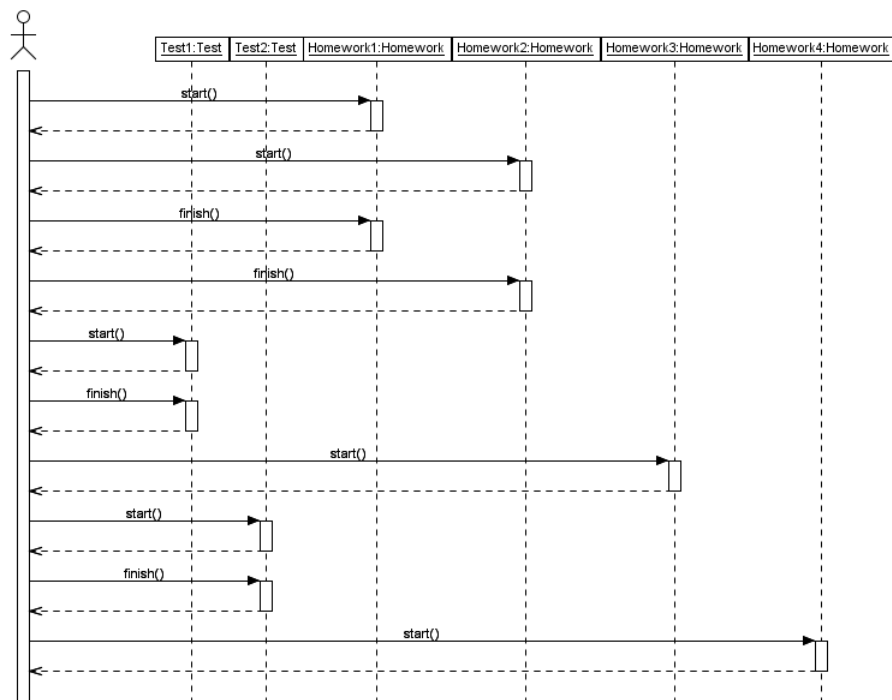 Test1:Test Test2:Test Homework1:Homework Homework2:Homework Homework3:Homework Homework4:Homework
start()
start()
finish()
finish()
start()
finish()
start()
start()
finish()
start()